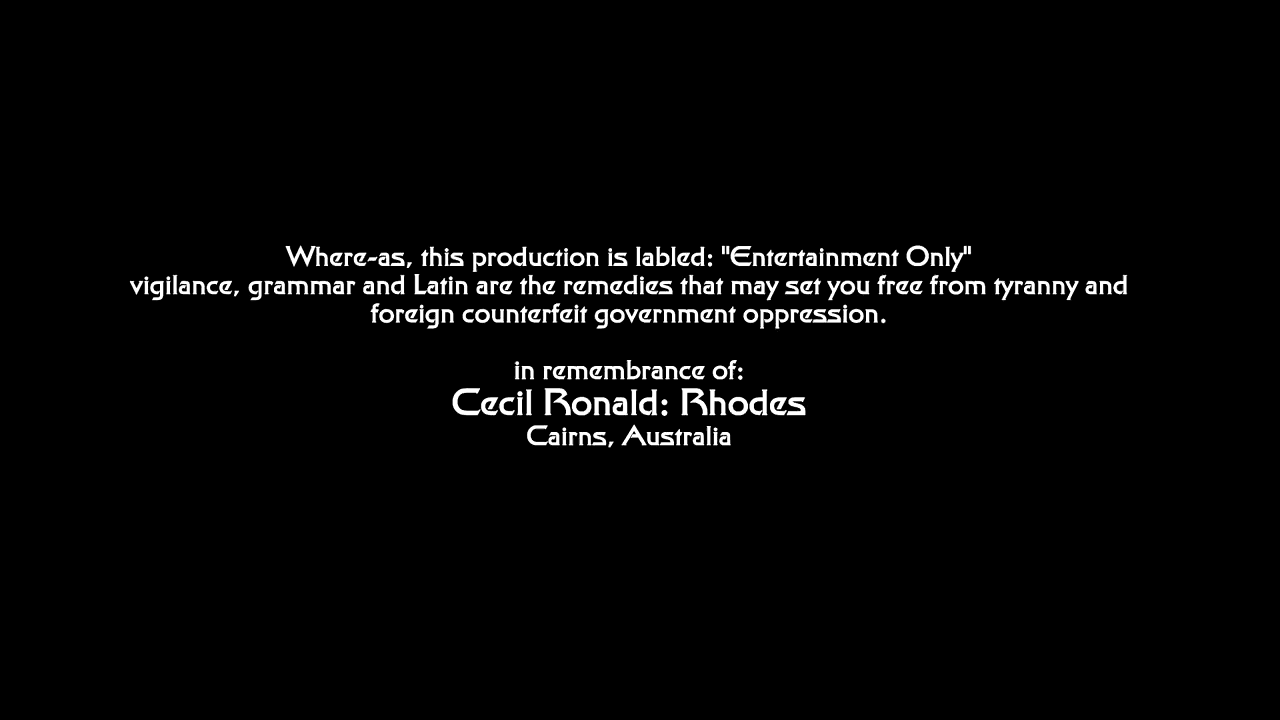 Where-as, this production is labled: "Entertainment Only"
vigilance, grammar and Latin are the remedies that may set you free from tyranny and
foreign counterfeit government oppression.
in remembrance of:
Cecil Ronald: Rhodes
Cairns, Australia